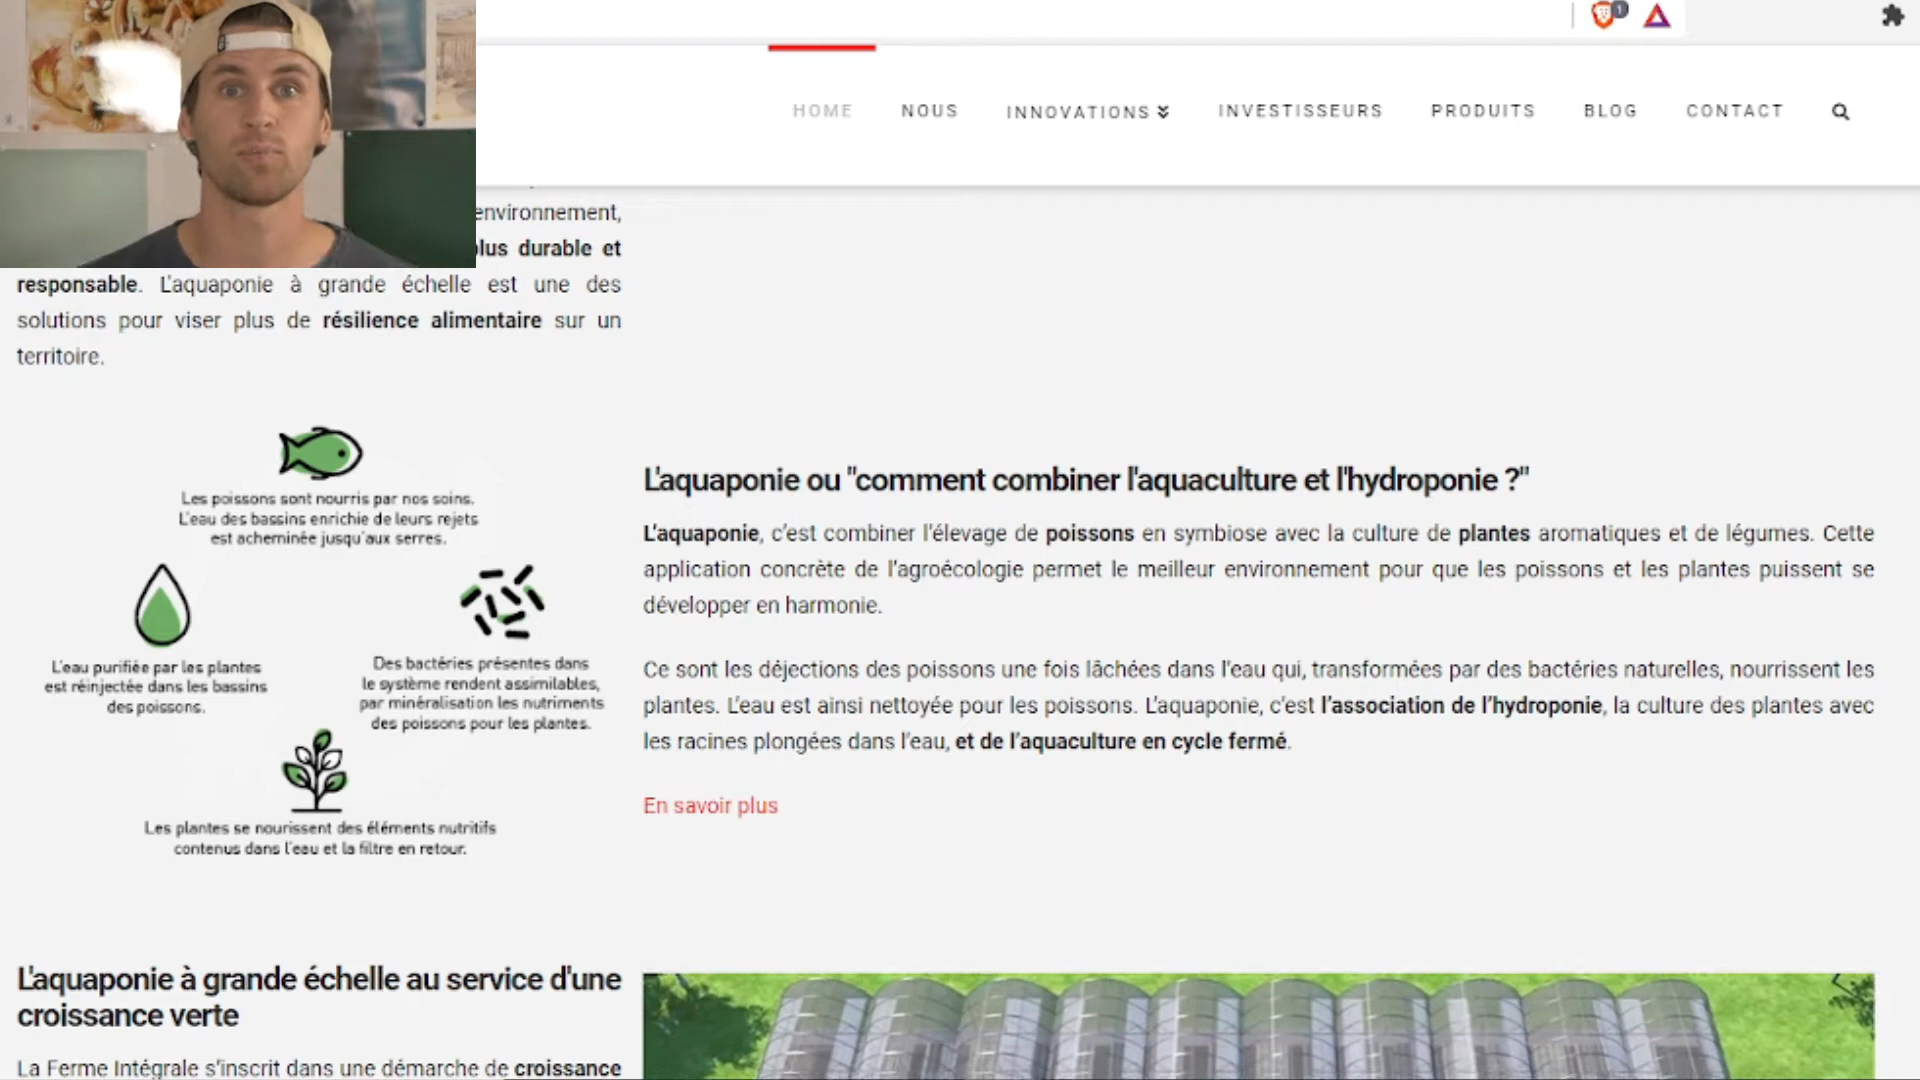 1
HOME NOUS INNOVATIONS INVESTISSEURS PRODUITS BLOG CONTACT
environnement,
plus durable et
responsable. L'aquaponie à grande échelle est une des
solutions pour viser plus de résilience alimentaire sur un
territoire.
Les poissons sont nourris par nos soins.
L'eau des bassins enrichie de leurs rejets
est acheminée jusqu'aux serres.
L'eau purifiée par les plantes
est réinjectée dans les bassins
des poissons.
Des bactéries présentes dans
le système rendent assimilables,
par minéralisation les nutriments
des poissons pour les plantes.
Les plantes se nourissent des éléments nutritifs
contenus dans l'eau et la filtre en retour.
L'aquaponie ou "comment combiner l'aquaculture et l'hydroponie ?"
L'aquaponie, c'est combiner l'élevage de poissons en symbiose avec la culture de plantes aromatiques et de légumes. Cette
application concrète de l'agroécologie permet le meilleur environnement pour que les poissons et les plantes puissent se
développer en harmonie.
Ce sont les déjections des poissons une fois lâchées dans l'eau qui, transformées par des bactéries naturelles, nourrissent les
plantes. L'eau est ainsi nettoyée pour les poissons. L'aquaponie, c'est l'association de l'hydroponie, la culture des plantes avec
les racines plongées dans l'eau, et de l'aquaculture en cycle fermé.
En savoir plus
L'aquaponie à grande échelle au service d'une
croissance verte
La Ferme Intégrale s'inscrit dans une démarche de croissance